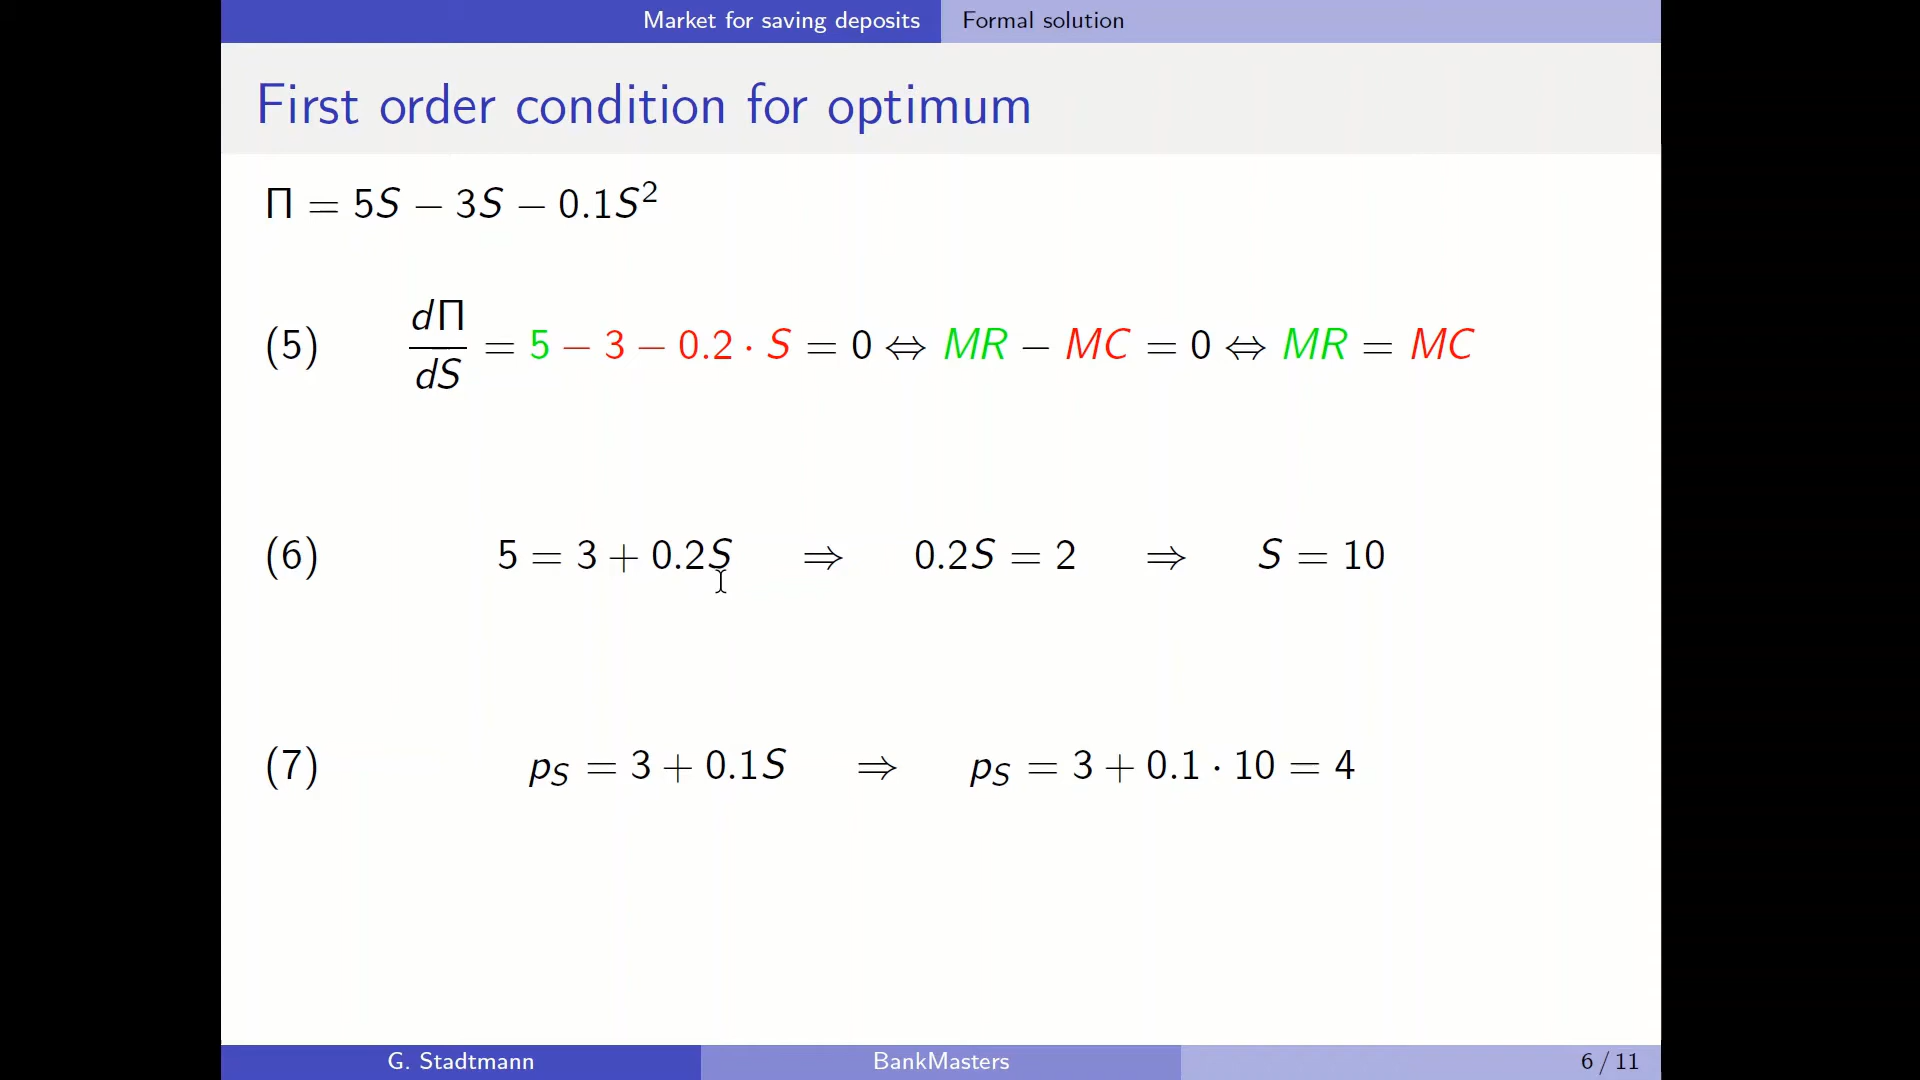 Market for saving deposits Formal solution
First order condition for optimum
Π = 5S − 3S − 0.1S²
(5) dΠ/dS = 5 − 3 − 0.2 · S = 0 ⇔ MR − MC = 0 ⇔ MR = MC
(6) 5 = 3 + 0.2S ⇒ 0.2S = 2 ⇒ S = 10
(7) p_S = 3 + 0.1S ⇒ p_S = 3 + 0.1 · 10 = 4
G. Stadtmann BankMasters 6 / 11